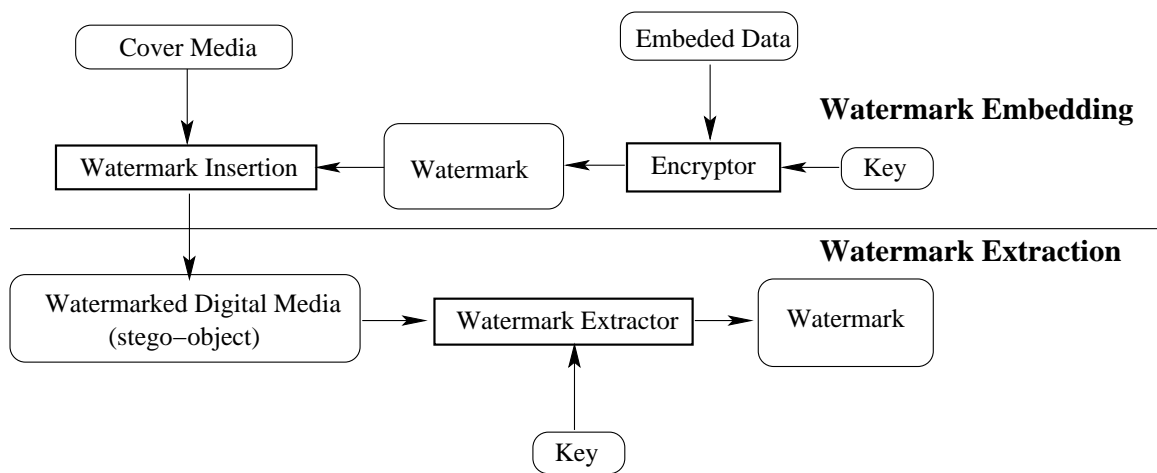 Cover Media
Embeded Data
Watermark Embedding
Watermark Insertion
Watermark
Encryptor
Key
Watermark Extraction
Watermarked Digital Media
(stego−object)
Watermark Extractor
Watermark
Key